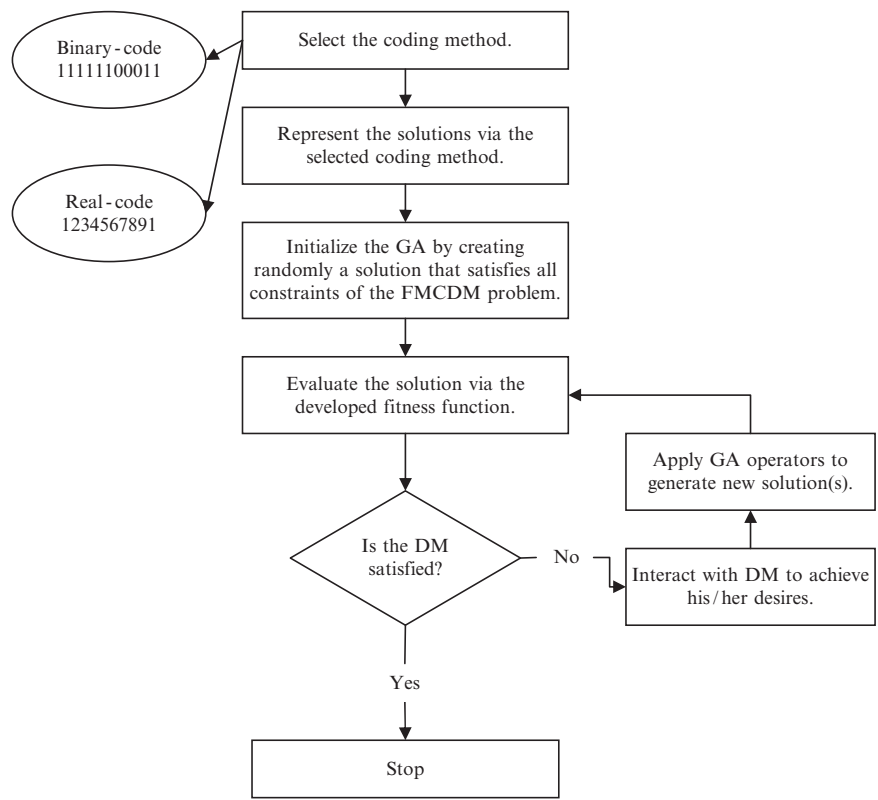 Select the coding method.
Binary-code
11111100011
Represent the solutions via the
selected coding method.
Real-code
1234567891
Initialize the GA by creating
randomly a solution that satisfies all
constraints of the FMCDM problem.
Evaluate the solution via the
developed fitness function.
Apply GA operators to
generate new solution(s).
Is the DM
satisfied?
No
Interact with DM to achieve
his/her desires.
Yes
Stop